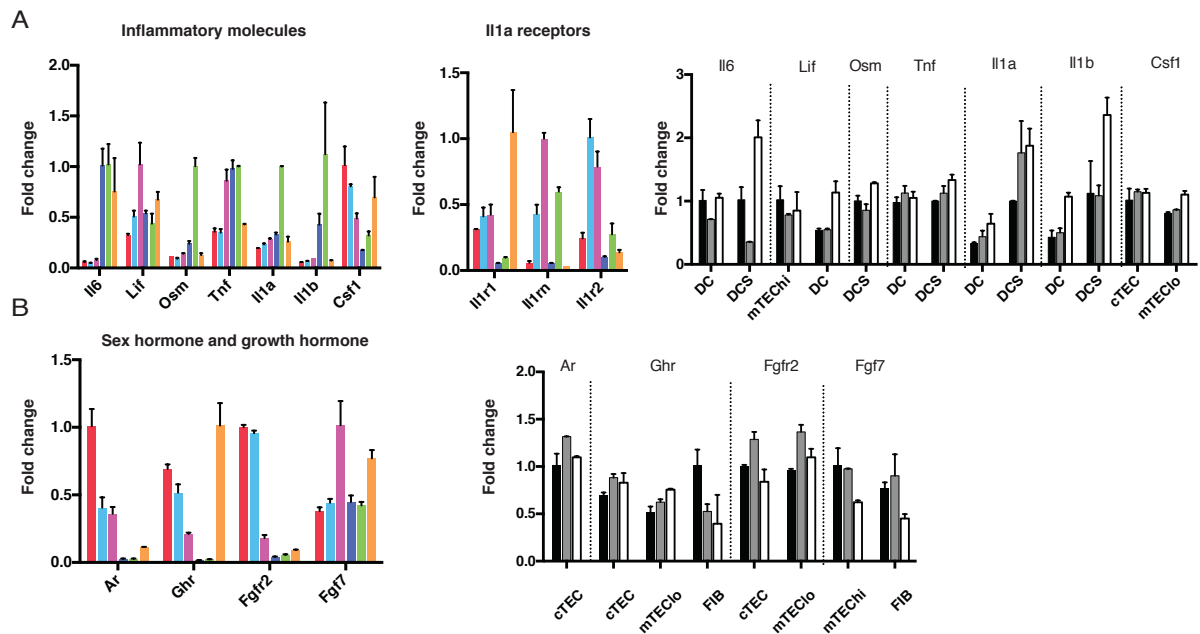 A
Inflammatory molecules
Fold change
2.0
1.5
1.0
0.5
0.0
Il6 Lif Osm Tnf Il1a Il1b Csf1
Il1a receptors
Fold change
1.5
1.0
0.5
0.0
Il1r1 Il1rn Il1r2
Il6 Lif Osm Tnf Il1a Il1b Csf1
Fold change
3
2
1
0
DC DCS mTEChi DC DCS DC DCS DC DCS DC DCS cTEC mTEClo
B
Sex hormone and growth hormone
Fold change
1.5
1.0
0.5
0.0
Ar Ghr Fgfr2 Fgf7
Ar Ghr Fgfr2 Fgf7
Fold change
2.0
1.5
1.0
0.5
0.0
cTEC cTEC mTEClo FIB cTEC mTEClo mTEChi FIB